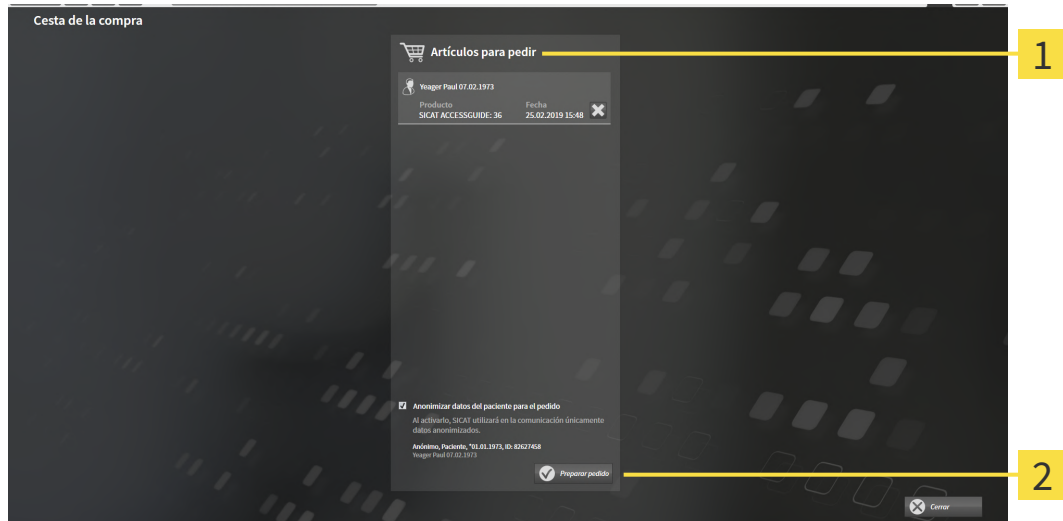 Cesta de la compra
Artículos para pedir
1
Yeager Paul 07.02.1973
Producto Fecha
SICAT ACCESSGUIDE: 36 25.02.2019 15:48
Anonimizar datos del paciente para el pedido
Al activarlo, SICAT utilizará en la comunicación únicamente
datos anonimizados.
Anónimo, Paciente, *01.01.1973, ID: 82627458
Yeager Paul 07.02.1973
Preparar pedido
2
Cerrar